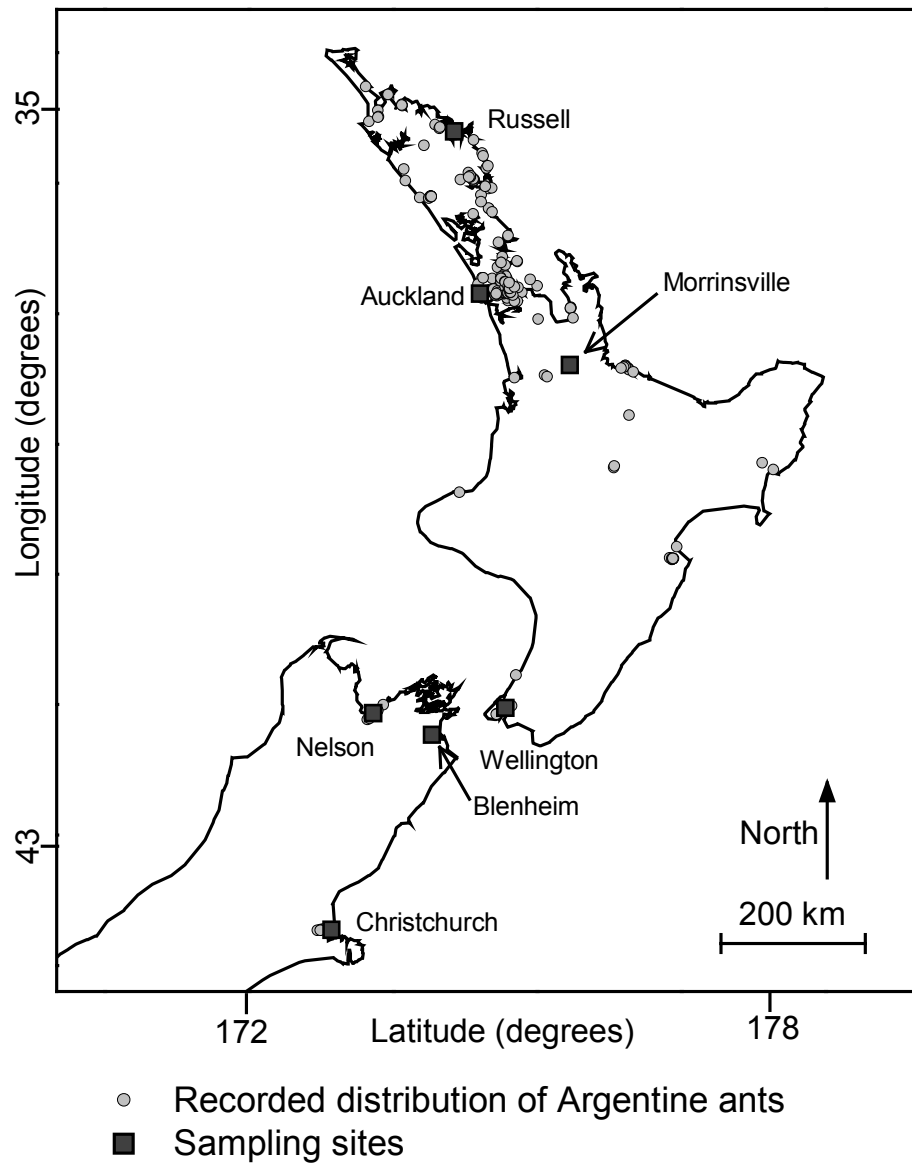 35
Russell
Morrinsville
Auckland
Longitude (degrees)
Nelson
Wellington
Blenheim
43
North
200 km
Christchurch
172
Latitude (degrees)
178
Recorded distribution of Argentine ants
Sampling sites